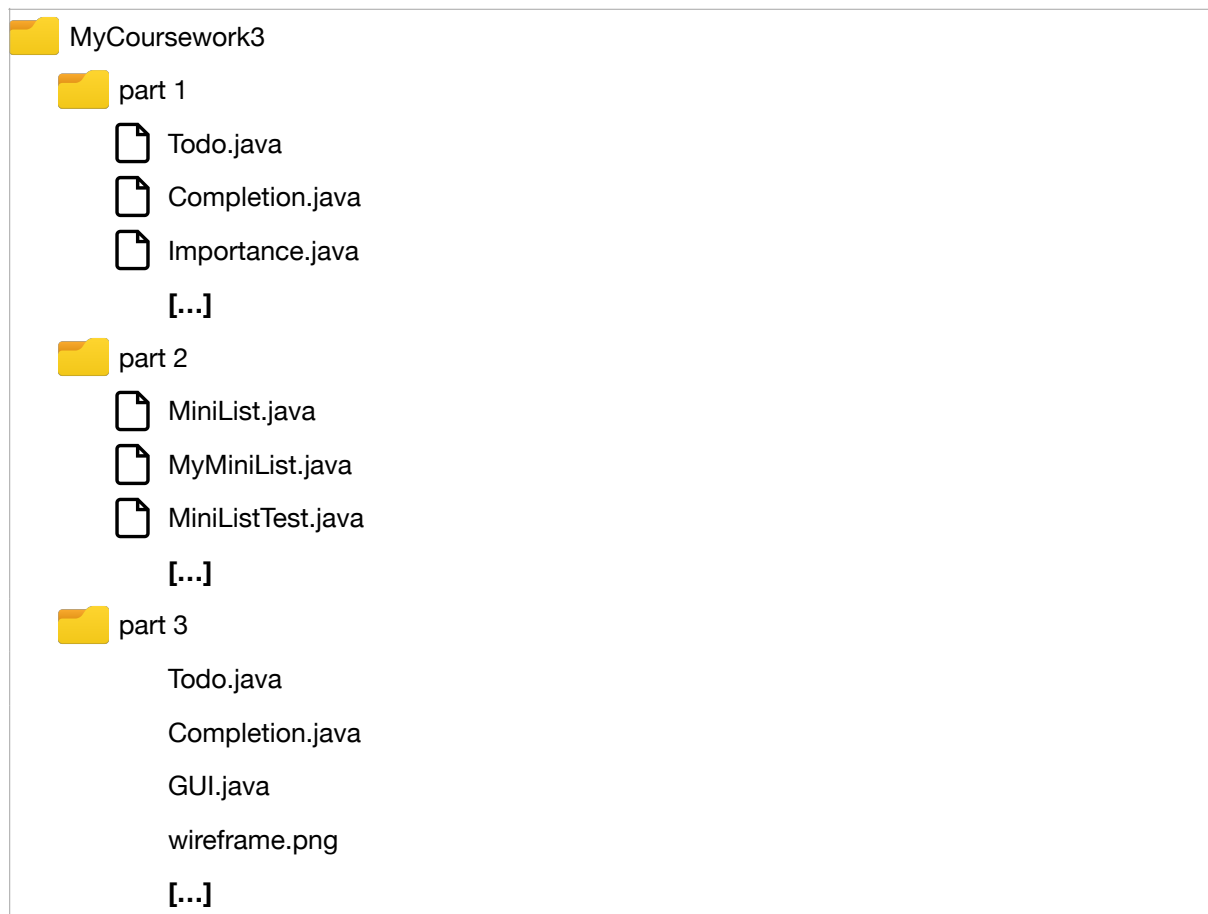 MyCoursework3
part 1
Todo.java
Completion.java
Importance.java
[…]
part 2
MiniList.java
MyMiniList.java
MiniListTest.java
[…]
part 3
Todo.java
Completion.java
GUI.java
wireframe.png
[…]